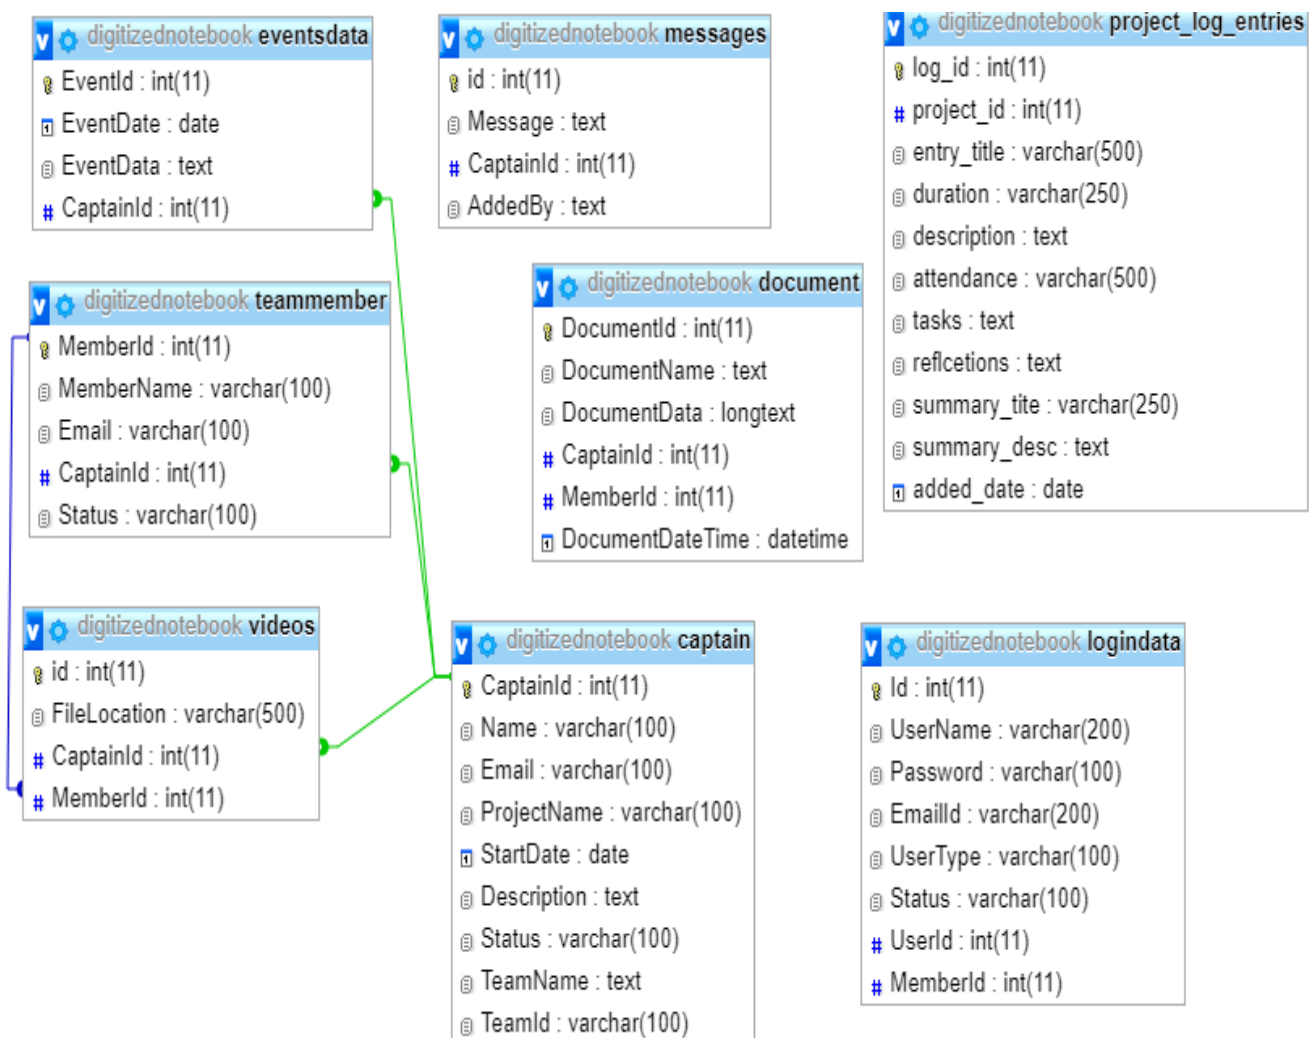 digitizednotebook eventsdata
EventId : int(11)
EventDate : date
EventData : text
CaptainId : int(11)
digitizednotebook messages
id : int(11)
Message : text
CaptainId : int(11)
AddedBy : text
digitizednotebook project_log_entries
log_id : int(11)
project_id : int(11)
entry_title : varchar(500)
duration : varchar(250)
description : text
attendance : varchar(500)
tasks : text
reflcetions : text
summary_tite : varchar(250)
summary_desc : text
added_date : date
digitizednotebook teammember
MemberId : int(11)
MemberName : varchar(100)
Email : varchar(100)
CaptainId : int(11)
Status : varchar(100)
digitizednotebook document
DocumentId : int(11)
DocumentName : text
DocumentData : longtext
CaptainId : int(11)
MemberId : int(11)
DocumentDateTime : datetime
digitizednotebook videos
id : int(11)
FileLocation : varchar(500)
CaptainId : int(11)
MemberId : int(11)
digitizednotebook captain
CaptainId : int(11)
Name : varchar(100)
Email : varchar(100)
ProjectName : varchar(100)
StartDate : date
Description : text
Status : varchar(100)
TeamName : text
TeamId : varchar(100)
digitizednotebook logindata
Id : int(11)
UserName : varchar(200)
Password : varchar(100)
EmailId : varchar(200)
UserType : varchar(100)
Status : varchar(100)
UserId : int(11)
MemberId : int(11)